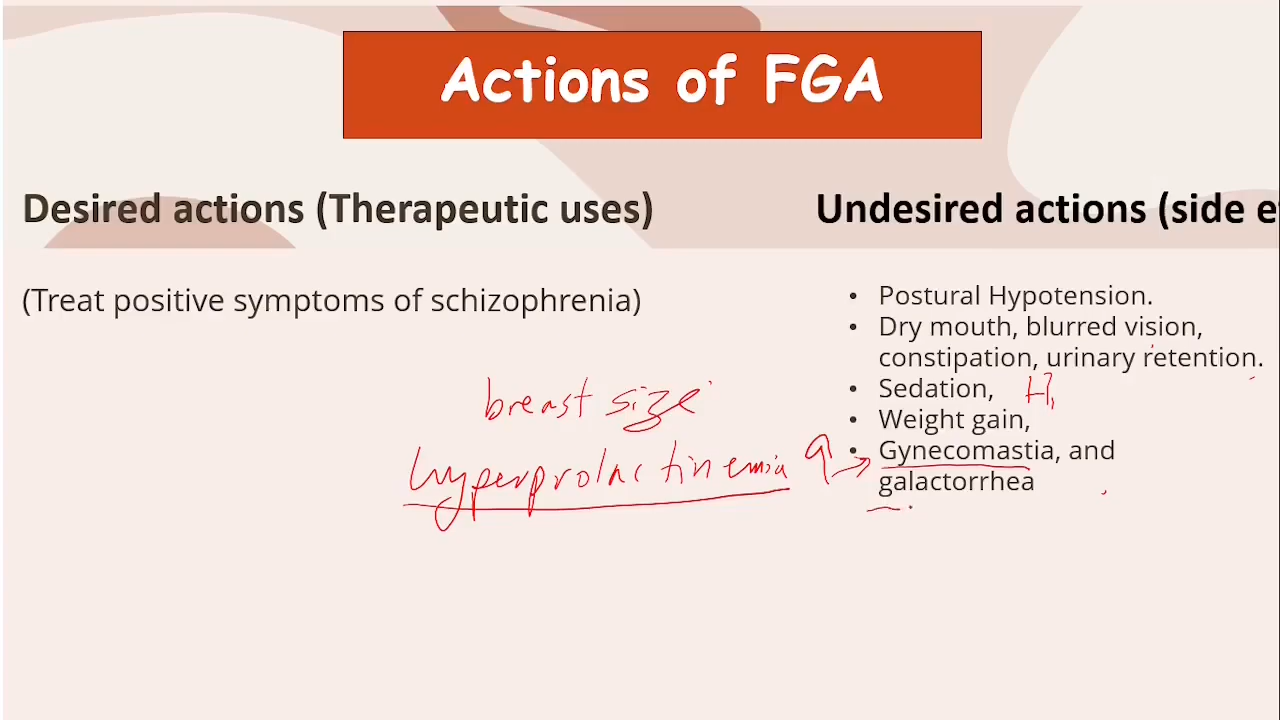 Actions of FGA
Desired actions (Therapeutic uses)
Undesired actions (side e
(Treat positive symptoms of schizophrenia)
• Postural Hypotension.
• Dry mouth, blurred vision,
constipation, urinary retention.
• Sedation, H₁
• Weight gain,
• Gynecomastia, and
galactorrhea
breast size
hyperprolactinemia